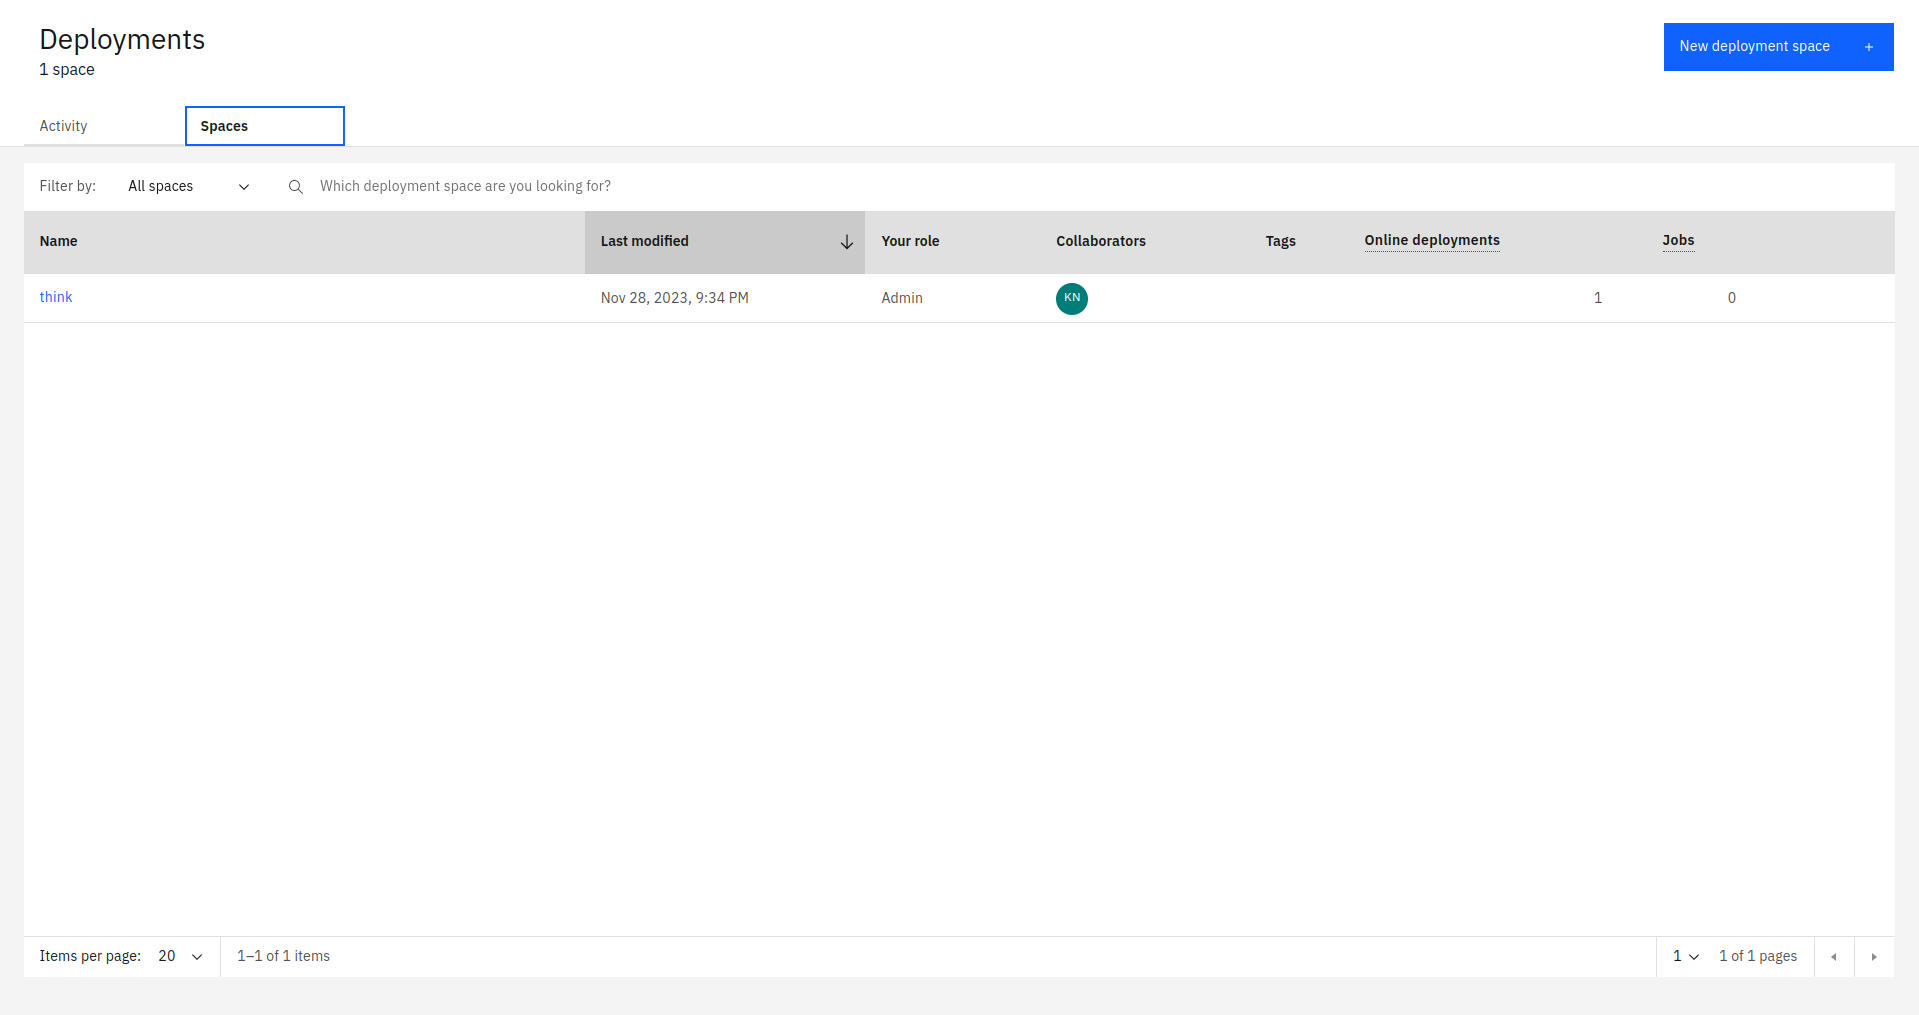 Deployments
1 space
New deployment space
Activity
Spaces
Filter by: All spaces
Which deployment space are you looking for?
Name Last modified Your role Collaborators Tags Online deployments Jobs
think Nov 28, 2023, 9:34 PM Admin KN 1 0
Items per page: 20 1–1 of 1 items 1 1 of 1 pages